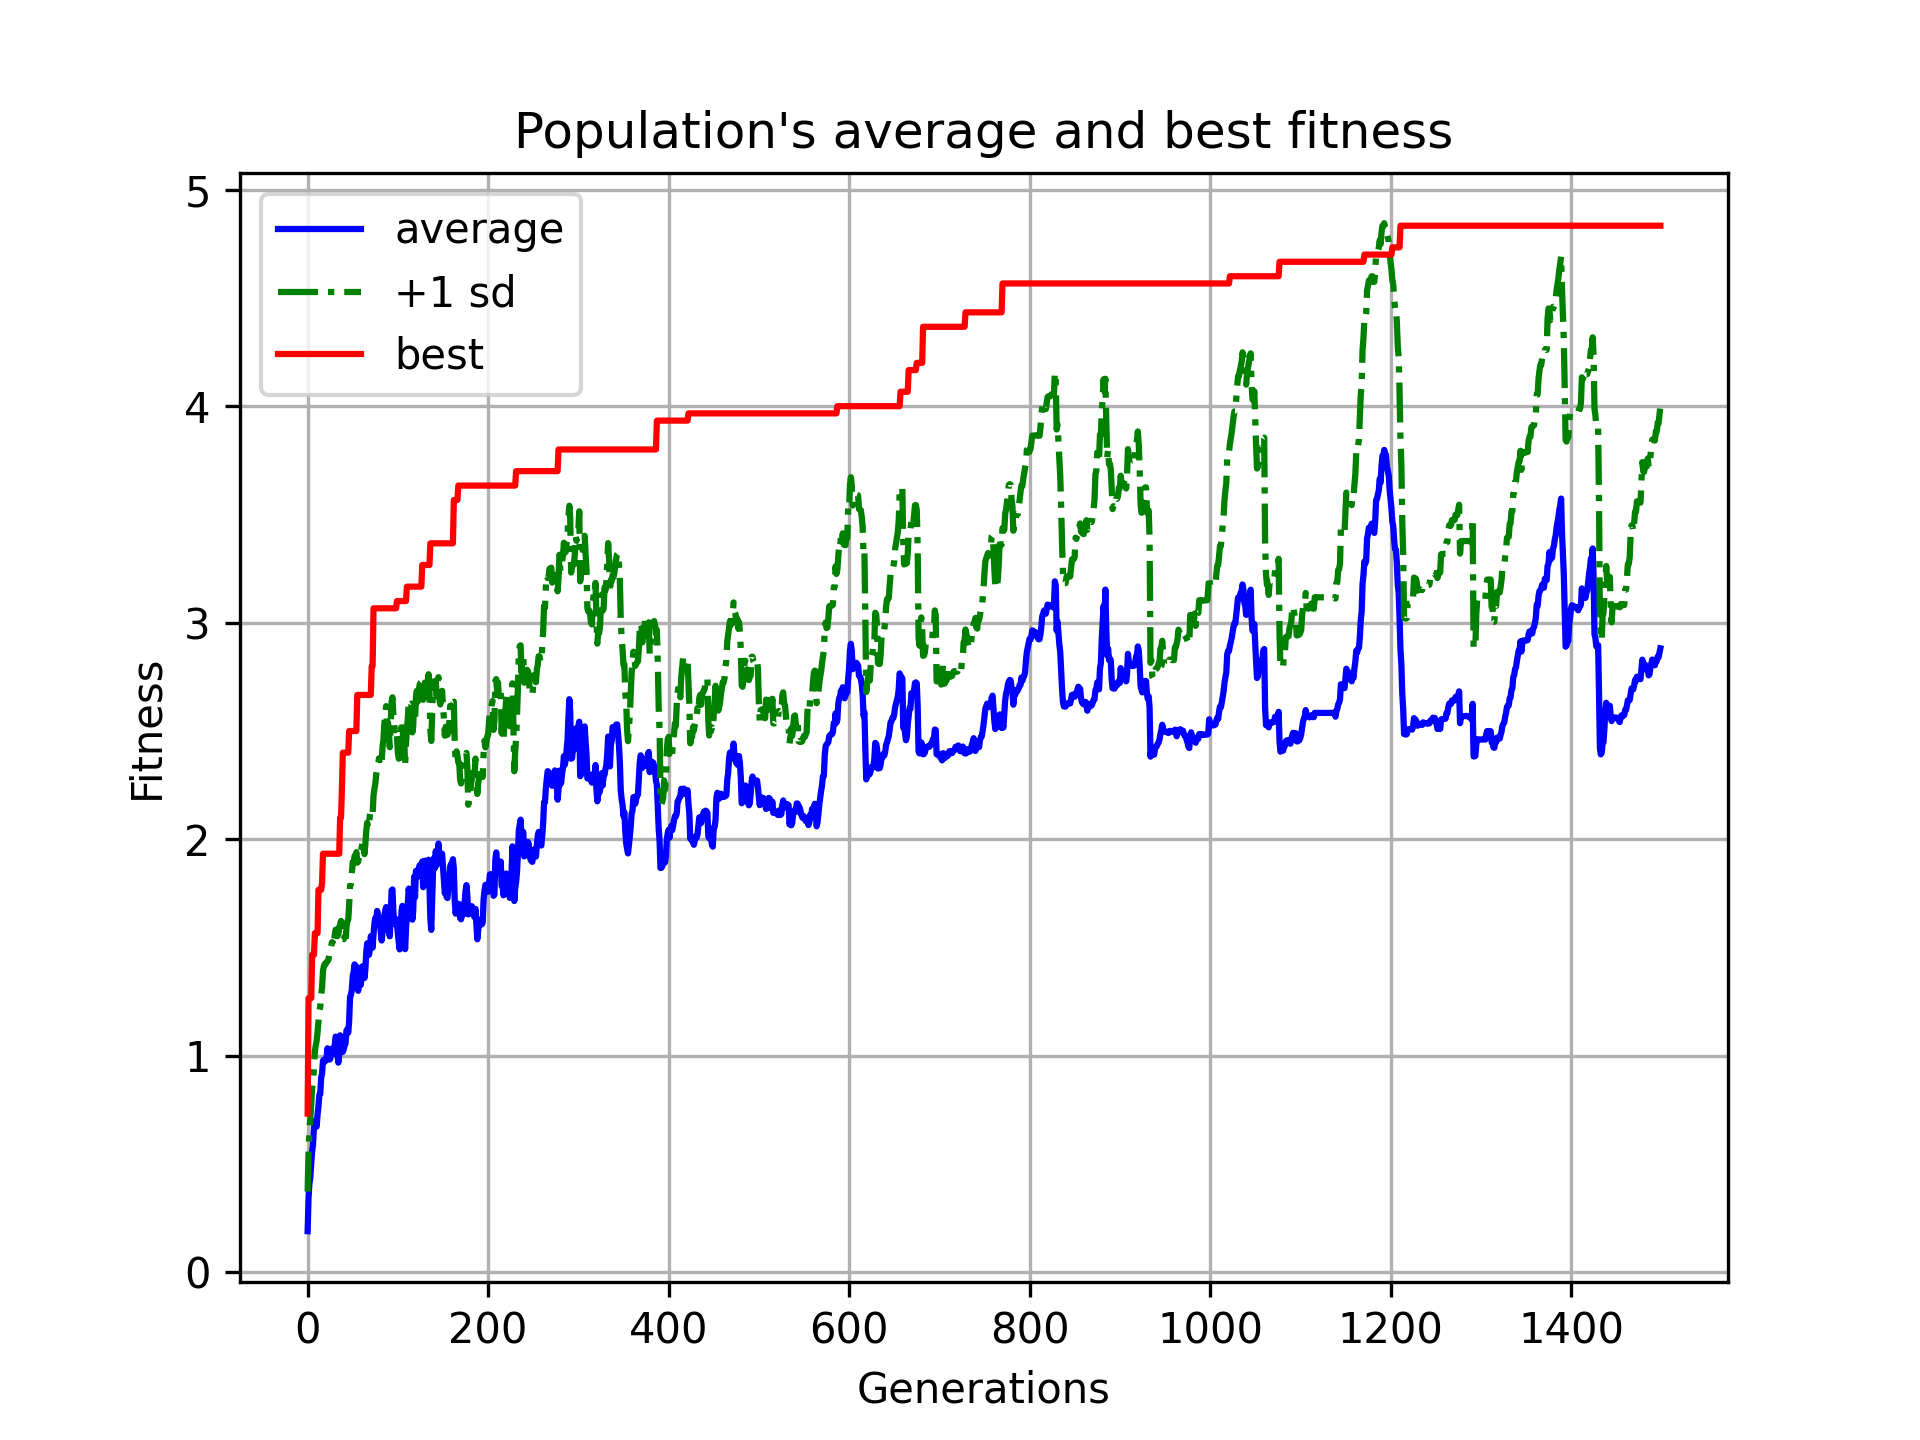 Population's average and best fitness
5
4
3
2
1
0
average
+1 sd
best
Fitness
0 200 400 600 800 1000 1200 1400
Generations